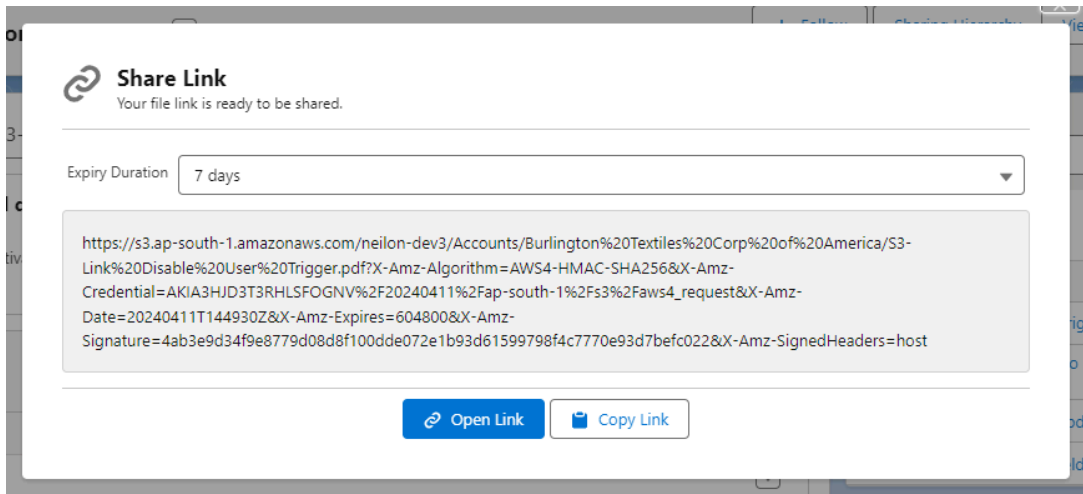 Follow
Sharing Hierarchy
Share Link
Your file link is ready to be shared.
Expiry Duration
7 days
https://s3.ap-south-1.amazonaws.com/neilon-dev3/Accounts/Burlington%20Textiles%20Corp%20of%20America/S3-
Link%20Disable%20User%20Trigger.pdf?X-Amz-Algorithm=AWS4-HMAC-SHA256&X-Amz-
Credential=AKIA3HJD3T3RHLSFOGNV%2F20240411%2Fap-south-1%2Fs3%2Faws4_request&X-Amz-
Date=20240411T144930Z&X-Amz-Expires=604800&X-Amz-
Signature=4ab3e9d34f9e8779d08d8f100dde072e1b93d61599798f4c7770e93d7befc022&X-Amz-SignedHeaders=host
Open Link
Copy Link